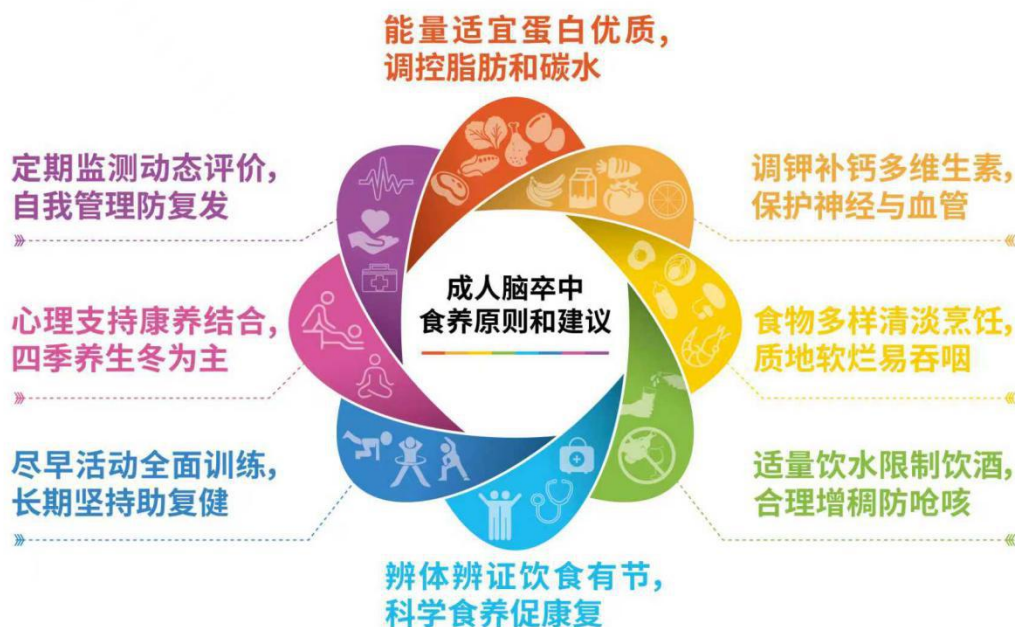 能量适宜蛋白优质，
调控脂肪和碳水
定期监测动态评价，
自我管理防复发
调钾补钙多维生素，
保护神经与血管
成人脑卒中
食养原则和建议
心理支持康养结合，
四季养生冬为主
食物多样清淡烹饪，
质地软烂易吞咽
尽早活动全面训练，
长期坚持助复健
适量饮水限制饮酒，
合理增稠防呛咳
辨体辨证饮食有节，
科学食养促康复